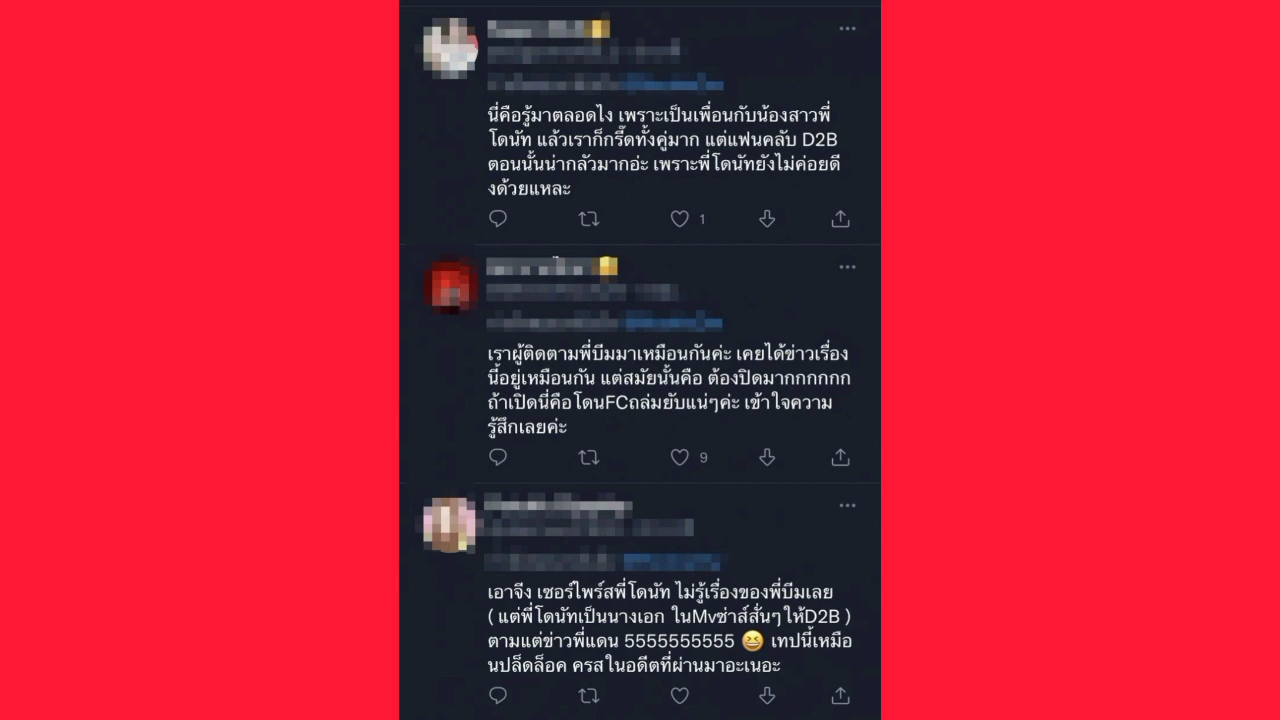 นี่คือรู้มาตลอดไง เพราะเป็นเพื่อนกับน้องสาวพี่
โดนัท แล้วเราก็กรี๊ดทั้งคู่มาก แต่แฟนคลับ D2B
ตอนนั้นน่ากลัวมากอ่ะ เพราะพี่โดนัทยังไม่ค่อยดี
งด้วยแหละ
1
เราผู้ติดตามพี่บีมมาเหมือนกันค่ะ เคยได้ข่าวเรื่อง
นี้อยู่เหมือนกัน แต่สมัยนั้นคือ ต้องปิดมากกกกกก
ถ้าเปิดนี่คือโดนFCถล่มยับแน่ๆค่ะ เข้าใจความ
รู้สึกเลยค่ะ
9
เอาจีง เซอร์ไพร์สพี่โดนัท ไม่รู้เรื่องของพี่บีมเลย
( แต่พี่โดนัทเป็นนางเอก ในMvซ่าส์สั่นๆ ให้D2B )
ตามแต่ข่าวพี่แดน 5555555555 😆 เทปนี้เหมือ
นปล็ดล็อค ครสในอดีตที่ผ่านมาอะเนอะ